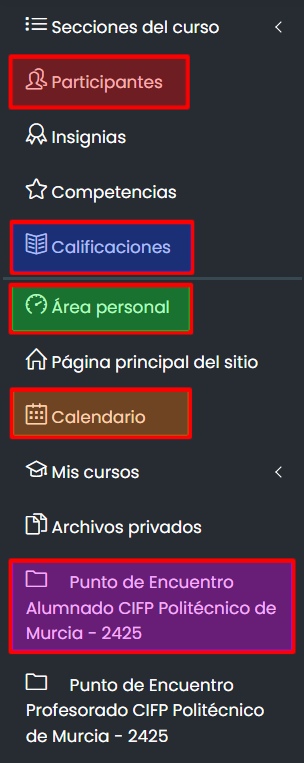 Secciones del curso
Participantes
Insignias
Competencias
Calificaciones
Área personal
Página principal del sitio
Calendario
Mis cursos
Archivos privados
Punto de Encuentro
Alumnado CIFP Politécnico de
Murcia - 2425
Punto de Encuentro
Profesorado CIFP Politécnico
de Murcia - 2425